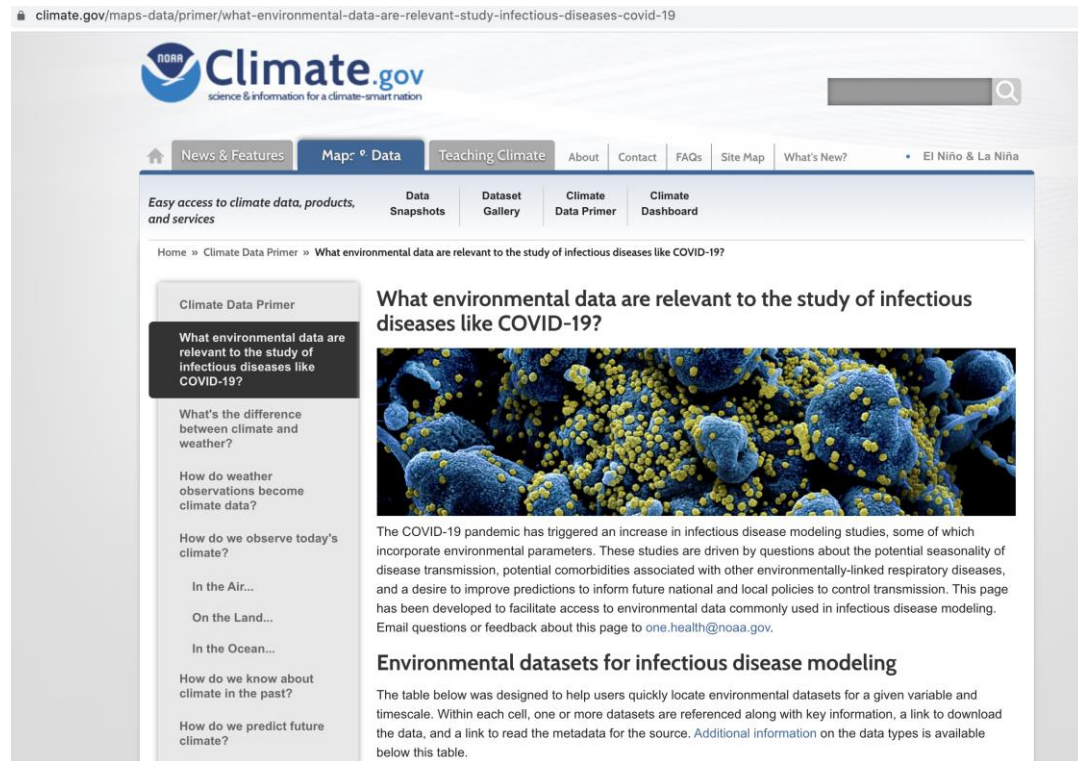 climate.gov/maps-data/primer/what-environmental-data-are-relevant-study-infectious-diseases-covid-19
NOAA
Climate.gov
science & information for a climate-smart nation
News & Features
Maps & Data
Teaching Climate
About
Contact
FAQs
Site Map
What's New?
• El Niño & La Niña
Easy access to climate data, products,
and services
Data
Snapshots
Dataset
Gallery
Climate
Data Primer
Climate
Dashboard
Home » Climate Data Primer » What environmental data are relevant to the study of infectious diseases like COVID-19?
Climate Data Primer
What environmental data are
relevant to the study of
infectious diseases like
COVID-19?
What's the difference
between climate and
weather?
How do weather
observations become
climate data?
How do we observe today's
climate?
In the Air...
On the Land...
In the Ocean...
How do we know about
climate in the past?
How do we predict future
climate?
What environmental data are relevant to the study of infectious
diseases like COVID-19?
The COVID-19 pandemic has triggered an increase in infectious disease modeling studies, some of which
incorporate environmental parameters. These studies are driven by questions about the potential seasonality of
disease transmission, potential comorbidities associated with other environmentally-linked respiratory diseases,
and a desire to improve predictions to inform future national and local policies to control transmission. This page
has been developed to facilitate access to environmental data commonly used in infectious disease modeling.
Email questions or feedback about this page to one.health@noaa.gov.
Environmental datasets for infectious disease modeling
The table below was designed to help users quickly locate environmental datasets for a given variable and
timescale. Within each cell, one or more datasets are referenced along with key information, a link to download
the data, and a link to read the metadata for the source. Additional information on the data types is available
below this table.